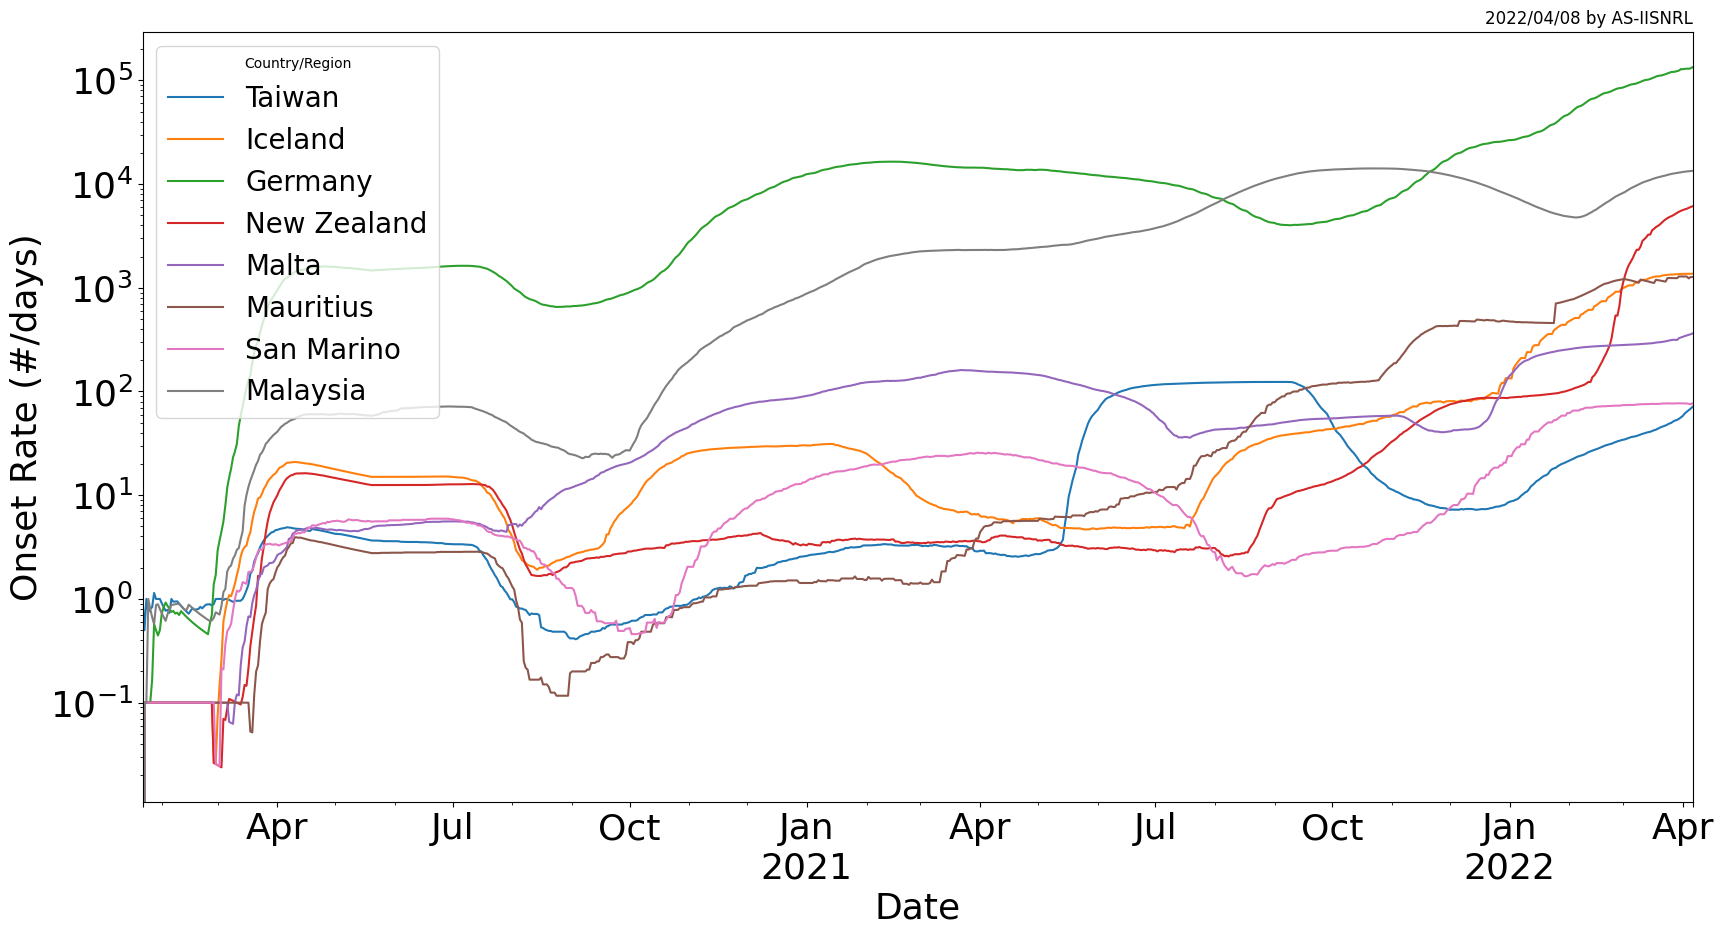 2022/04/08 by AS-IISNRL
Onset Rate (#/days)
10^5
10^4
10^3
10^2
10^1
10^0
10^−1
Country/Region
Taiwan
Iceland
Germany
New Zealand
Malta
Mauritius
San Marino
Malaysia
Apr Jul Oct Jan Apr Jul Oct Jan Apr
2021 2022
Date